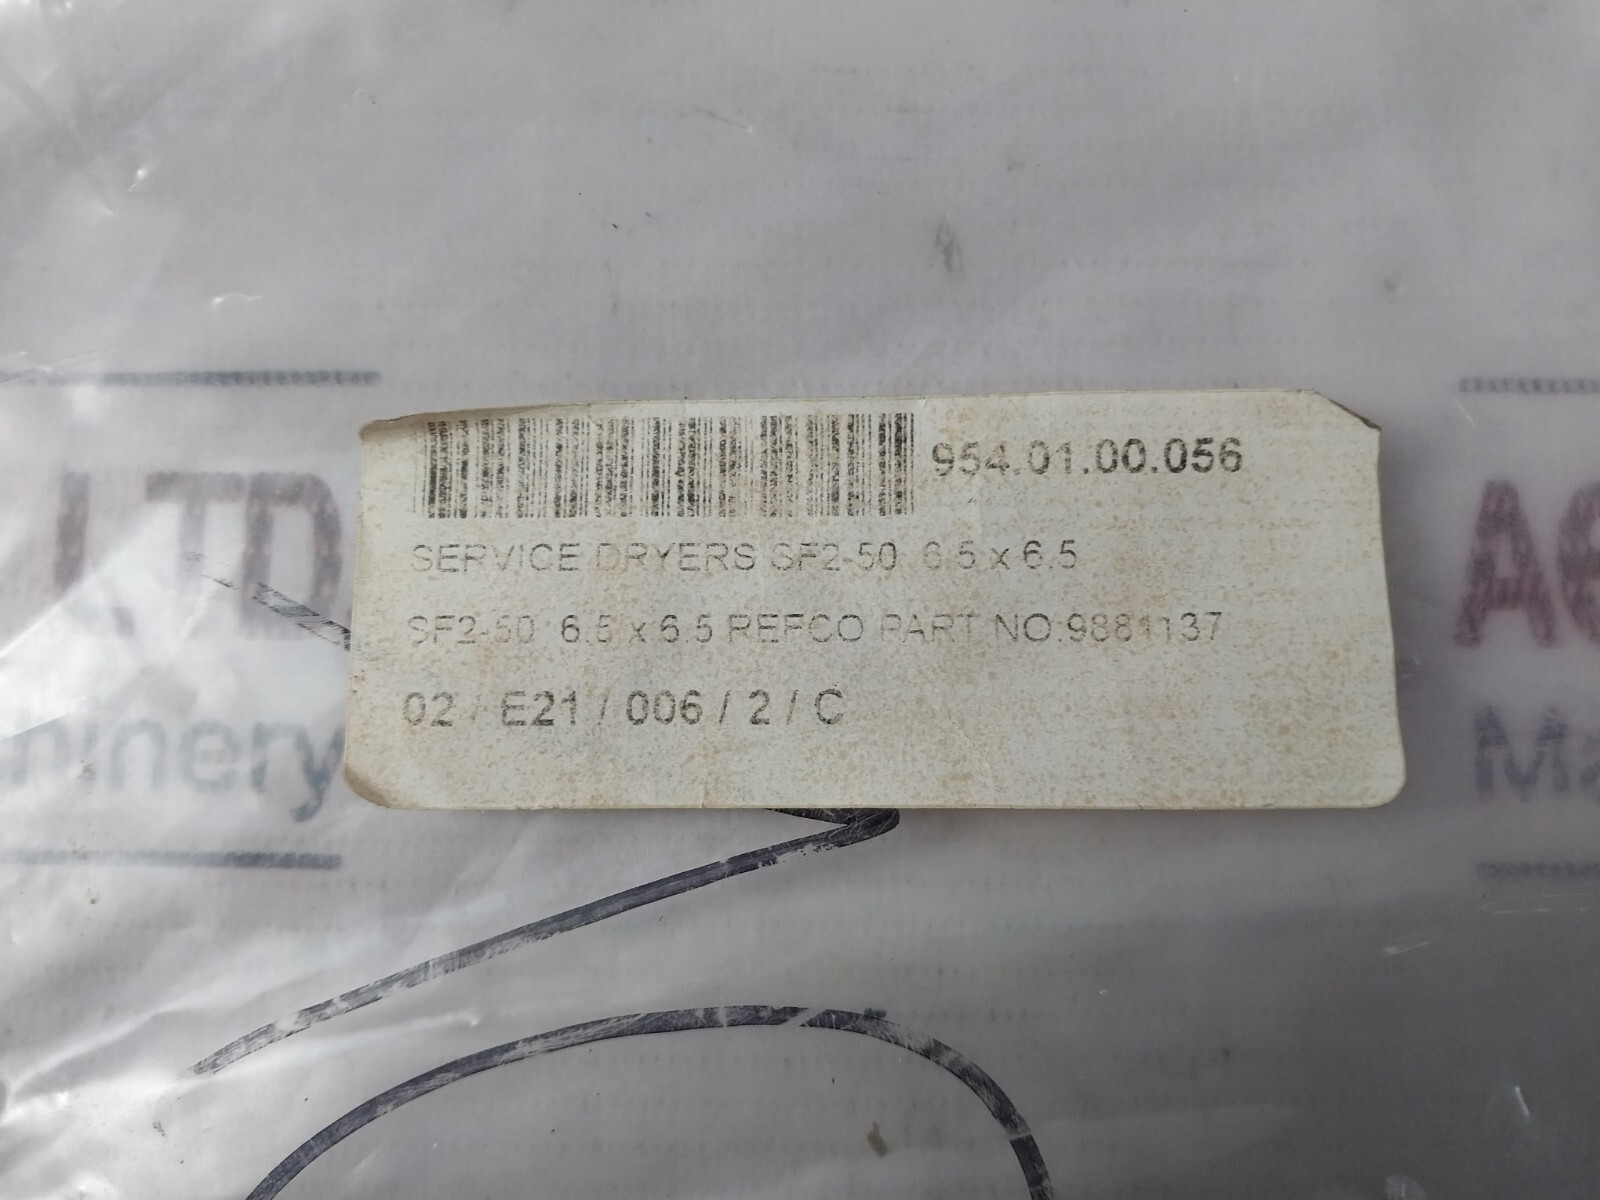 954.01.00.056
SERVICE DRYERS SF2-50 6.5 x 6.5
SF2-50 6.5 x 6.5 REFCO PART NO.9881137
02 / E21 / 006 / 2 / C
LTD.